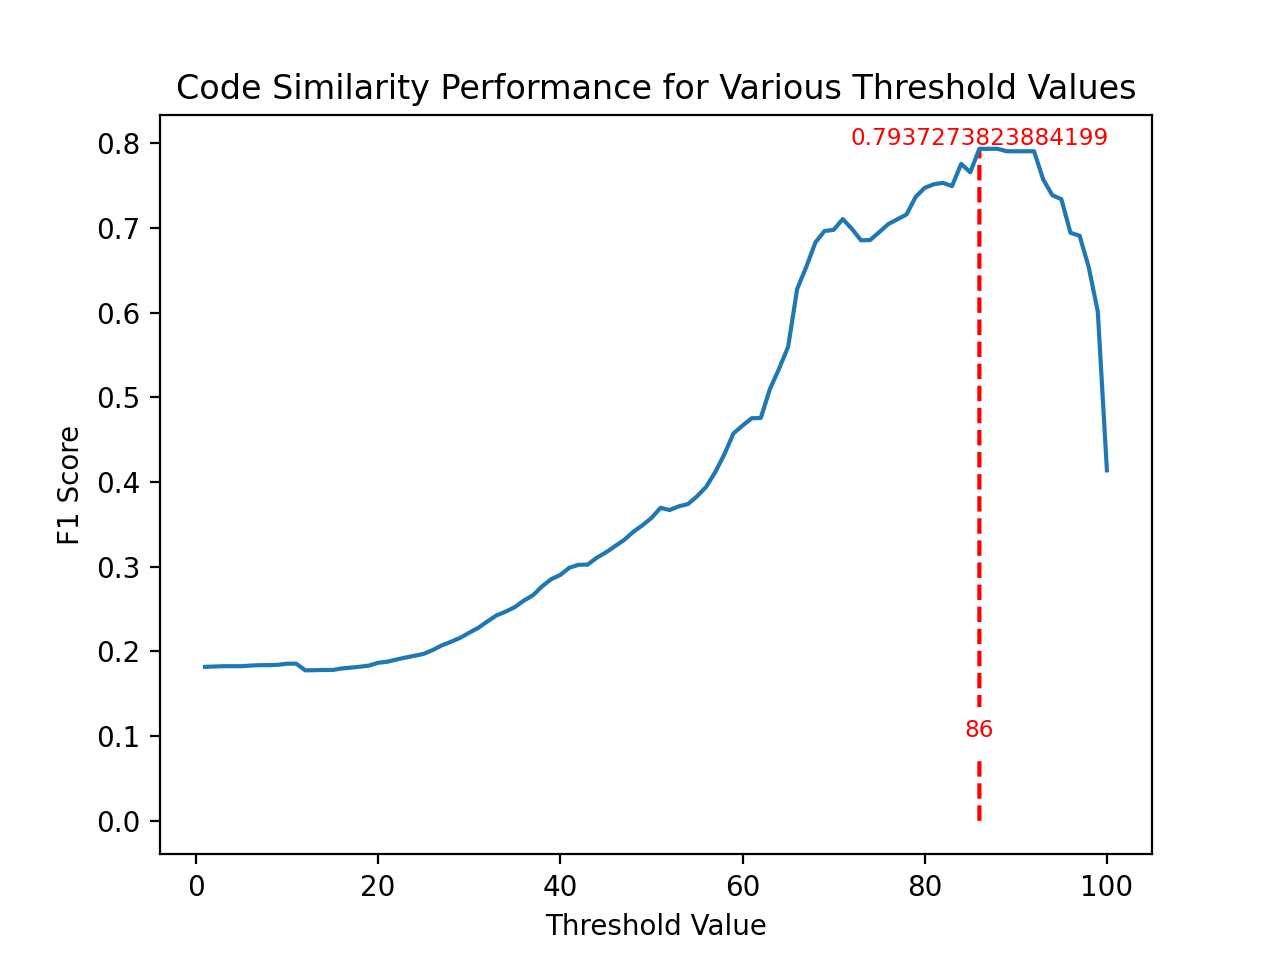 Code Similarity Performance for Various Threshold Values
0.7937273823884199
0.8
0.7
0.6
0.5
0.4
0.3
0.2
0.1
0.0
F1 Score
86
0 20 40 60 80 100
Threshold Value